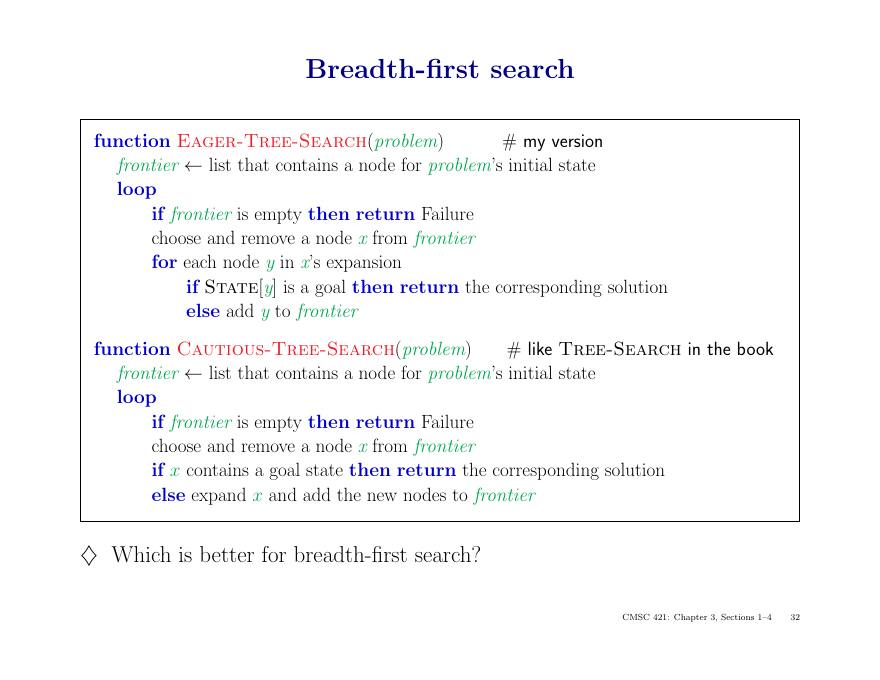 Breadth-first search
function Eager-Tree-Search(problem) # my version
frontier ← list that contains a node for problem's initial state
loop
if frontier is empty then return Failure
choose and remove a node x from frontier
for each node y in x's expansion
if State[y] is a goal then return the corresponding solution
else add y to frontier
function Cautious-Tree-Search(problem) # like Tree-Search in the book
frontier ← list that contains a node for problem's initial state
loop
if frontier is empty then return Failure
choose and remove a node x from frontier
if x contains a goal state then return the corresponding solution
else expand x and add the new nodes to frontier
♢ Which is better for breadth-first search?
CMSC 421: Chapter 3, Sections 1–4 32